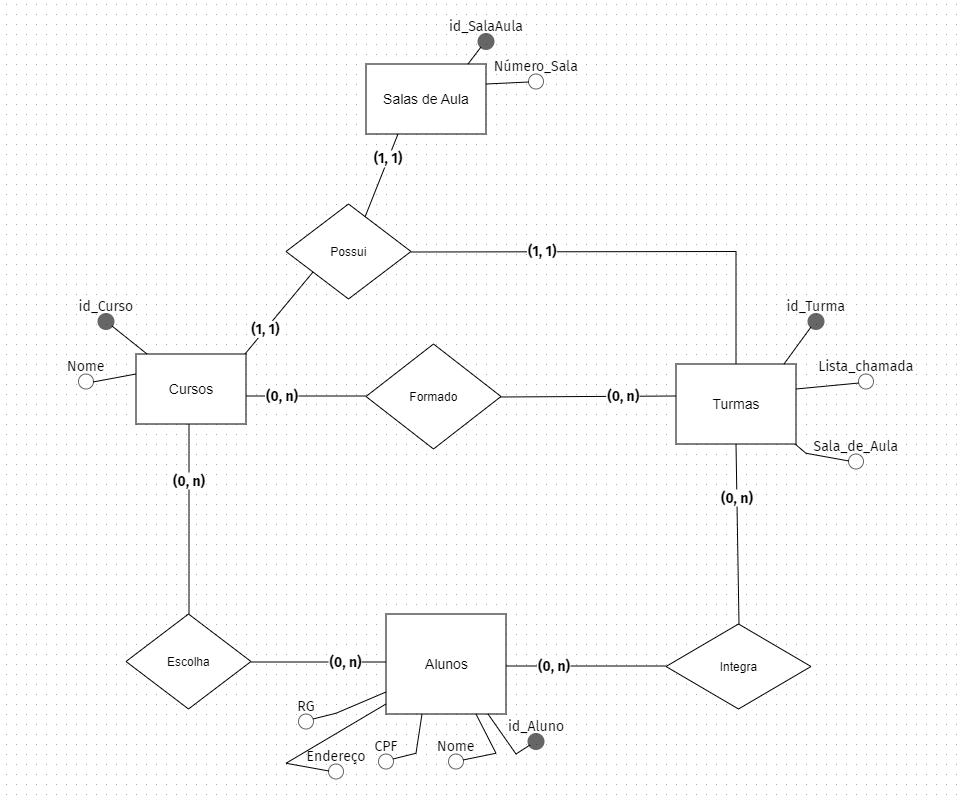 id_SalaAula
Número_Sala
Salas de Aula
(1, 1)
Possui
(1, 1)
(1, 1)
id_Curso
Nome
Cursos
(0, n)
Formado
(0, n)
id_Turma
Lista_chamada
Turmas
Sala_de_Aula
(0, n)
(0, n)
Escolha
(0, n)
Alunos
(0, n)
Integra
RG
Endereço
CPF
Nome
id_Aluno